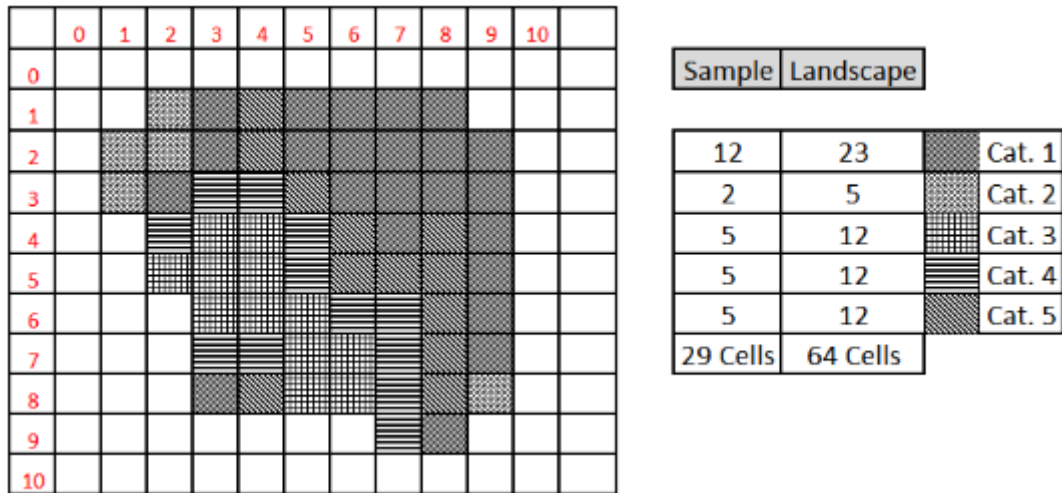 0 1 2 3 4 5 6 7 8 9 10
0
1
2
3
4
5
6
7
8
9
10
Sample Landscape
12 23 Cat. 1
2 5 Cat. 2
5 12 Cat. 3
5 12 Cat. 4
5 12 Cat. 5
29 Cells 64 Cells